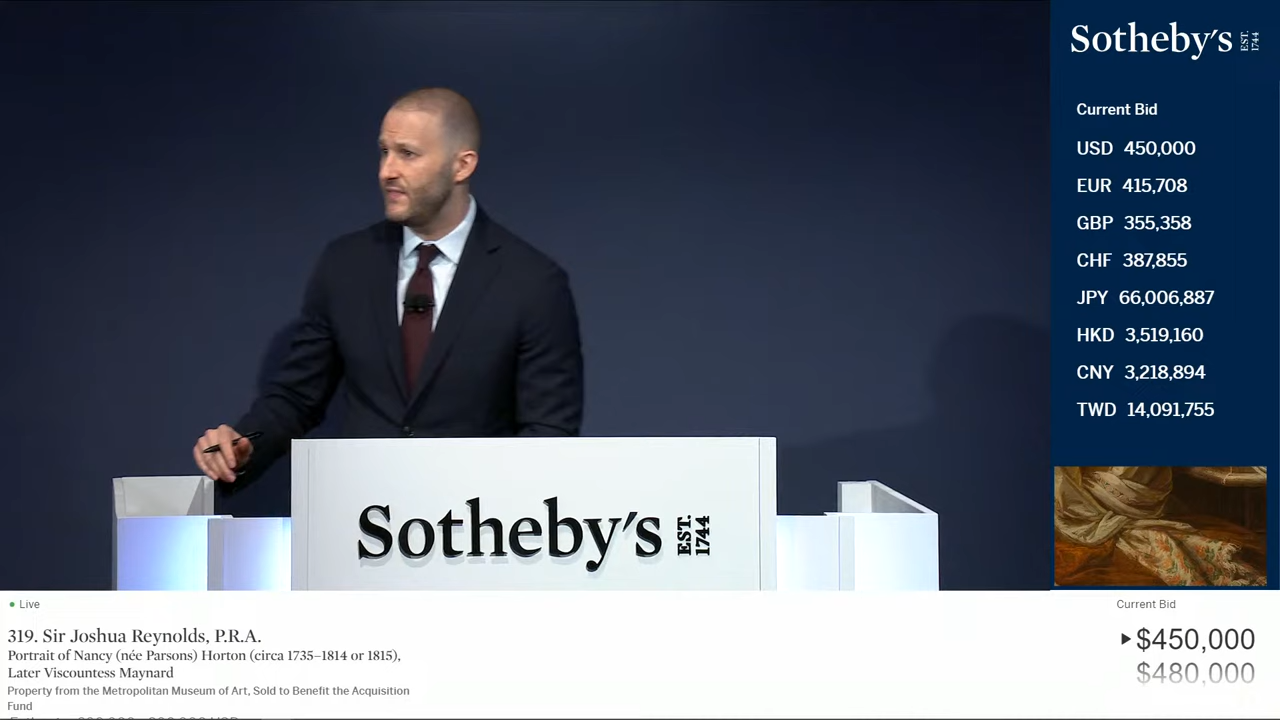 Sotheby's EST. 1744
Current Bid
USD 450,000
EUR 415,708
GBP 355,358
CHF 387,855
JPY 66,006,887
HKD 3,519,160
CNY 3,218,894
TWD 14,091,755
Sotheby's EST. 1744
Live
319. Sir Joshua Reynolds, P.R.A.
Portrait of Nancy (née Parsons) Horton (circa 1735–1814 or 1815),
Later Viscountess Maynard
Property from the Metropolitan Museum of Art, Sold to Benefit the Acquisition
Fund
Current Bid
$450,000
$480,000